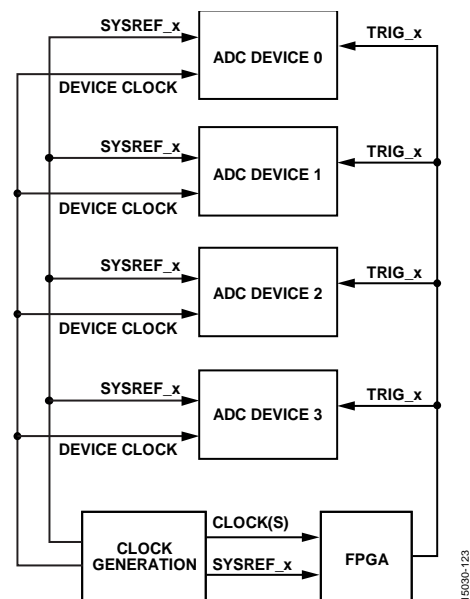 SYSREF_x
TRIG_x
ADC DEVICE 0
DEVICE CLOCK
SYSREF_x
TRIG_x
ADC DEVICE 1
DEVICE CLOCK
SYSREF_x
TRIG_x
ADC DEVICE 2
DEVICE CLOCK
SYSREF_x
TRIG_x
ADC DEVICE 3
DEVICE CLOCK
CLOCK(S)
CLOCK
GENERATION
FPGA
SYSREF_x
15030-123